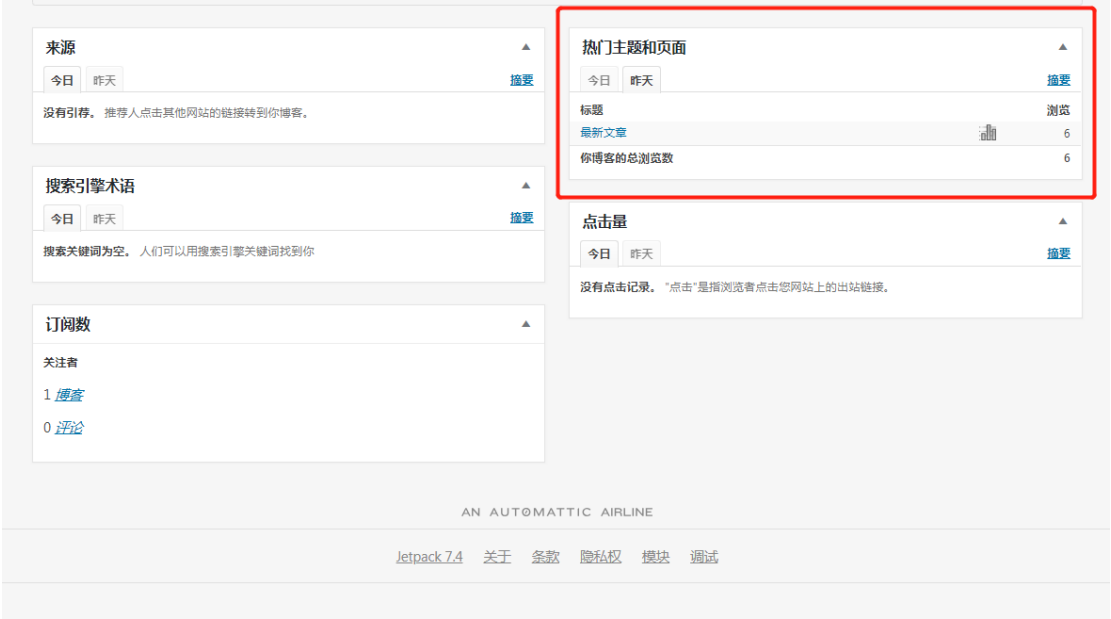 来源
今日 昨天 摘要
没有引荐。 推荐人点击其他网站的链接转到你博客。
搜索引擎术语
今日 昨天 摘要
搜素关键词为空。 人们可以用搜索引擎关键词找到你
订阅数
关注者
1 博客
0 评论
热门主题和页面
今日 昨天 摘要
标题 浏览
最新文章 6
你博客的总浏览数 6
点击量
今日 昨天 摘要
没有点击记录。 "点击"是指浏览者点击您网站上的出站链接。
AN AUTOMATTIC AIRLINE
Jetpack 7.4 关于 条款 隐私权 模块 调试